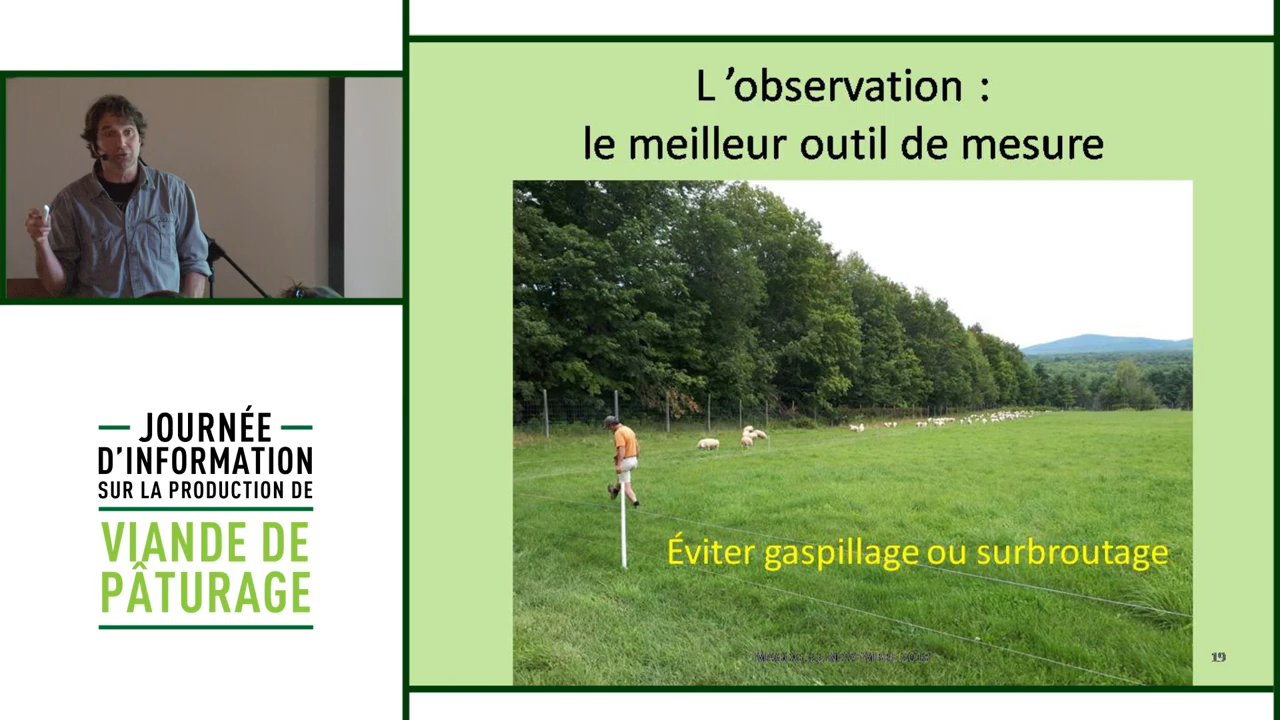 L ’observation :
le meilleur outil de mesure
Éviter gaspillage ou surbroutage
19
JOURNÉE
D’INFORMATION
SUR LA PRODUCTION DE
VIANDE DE
PÂTURAGE